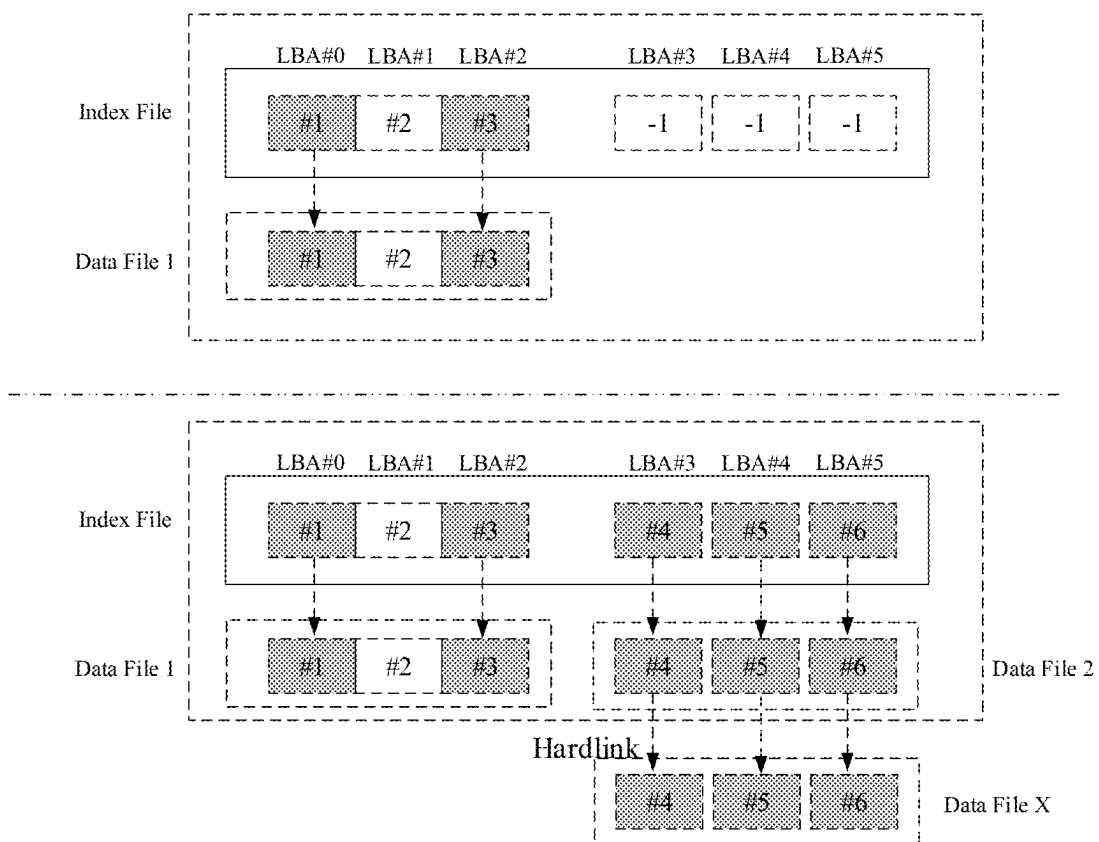 LBA#0 LBA#1 LBA#2 LBA#3 LBA#4 LBA#5
Index File #1 #2 #3 -1 -1 -1
Data File 1 #1 #2 #3
LBA#0 LBA#1 LBA#2 LBA#3 LBA#4 LBA#5
Index File #1 #2 #3 #4 #5 #6
Data File 1 #1 #2 #3 #4 #5 #6 Data File 2
Hardlink
#4 #5 #6 Data File X